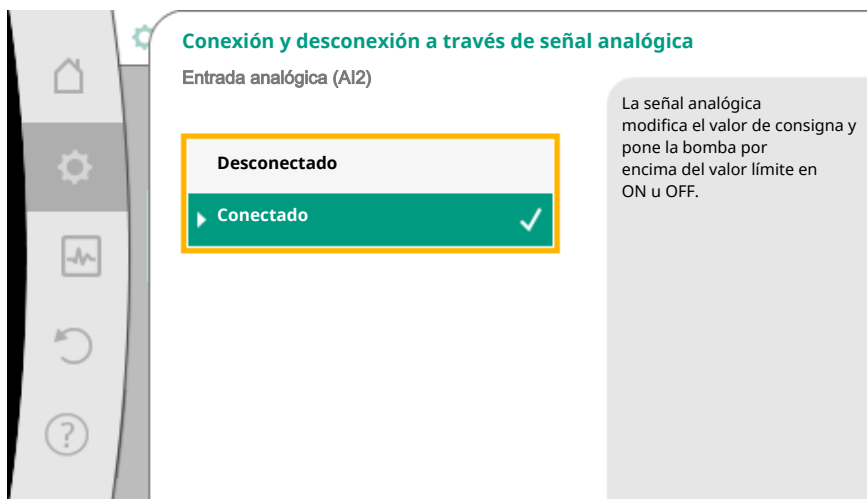 Conexión y desconexión a través de señal analógica
Entrada analógica (AI2)
Desconectado
Conectado
La señal analógica
modifica el valor de consigna y
pone la bomba por
encima del valor límite en
ON u OFF.
?